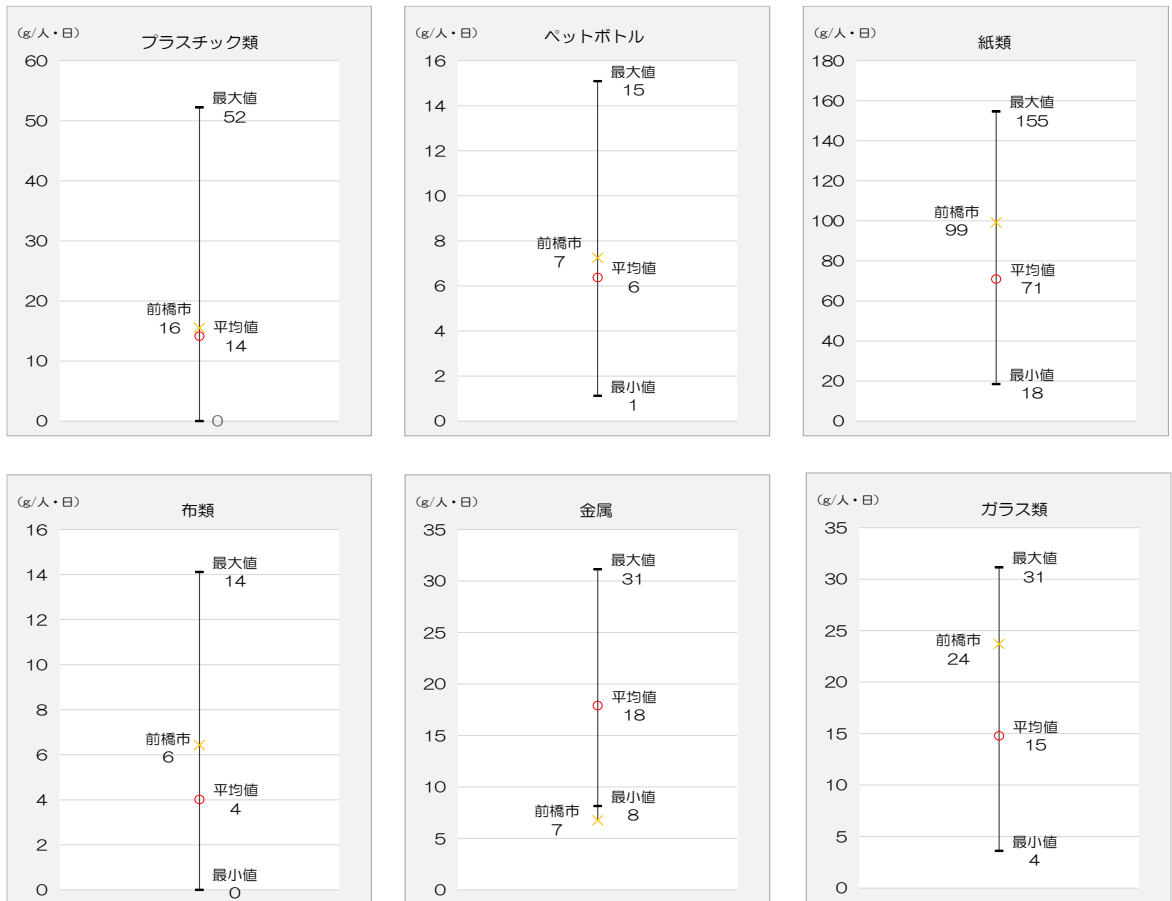 (g/人・日)
プラスチック類
60
50
40
30
20
10
0
最大値
52
前橋市
16
平均値
14
0
(g/人・日)
ペットボトル
16
14
12
10
8
6
4
2
0
最大値
15
前橋市
7
平均値
6
最小値
1
(g/人・日)
紙類
180
160
140
120
100
80
60
40
20
0
最大値
155
前橋市
99
平均値
71
最小値
18
(g/人・日)
布類
16
14
12
10
8
6
4
2
0
最大値
14
前橋市
6
平均値
4
最小値
0
(g/人・日)
金属
35
30
25
20
15
10
5
0
最大値
31
平均値
18
最小値
8
前橋市
7
(g/人・日)
ガラス類
35
30
25
20
15
10
5
0
最大値
31
前橋市
24
平均値
15
最小値
4